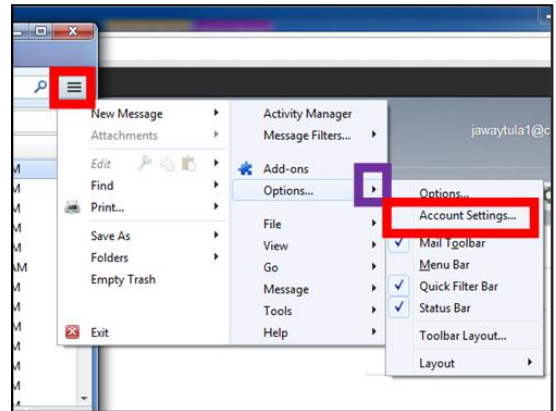 New Message
Attachments
Edit
Find
Print...
Save As
Folders
Empty Trash
Exit
Activity Manager
Message Filters...
Add-ons
Options...
File
View
Go
Message
Tools
Help
jawaytula1@c
Options...
Account Settings...
Mail Toolbar
Menu Bar
Quick Filter Bar
Status Bar
Toolbar Layout...
Layout
M
M
M
M
M
AM
M
M
M
M
M